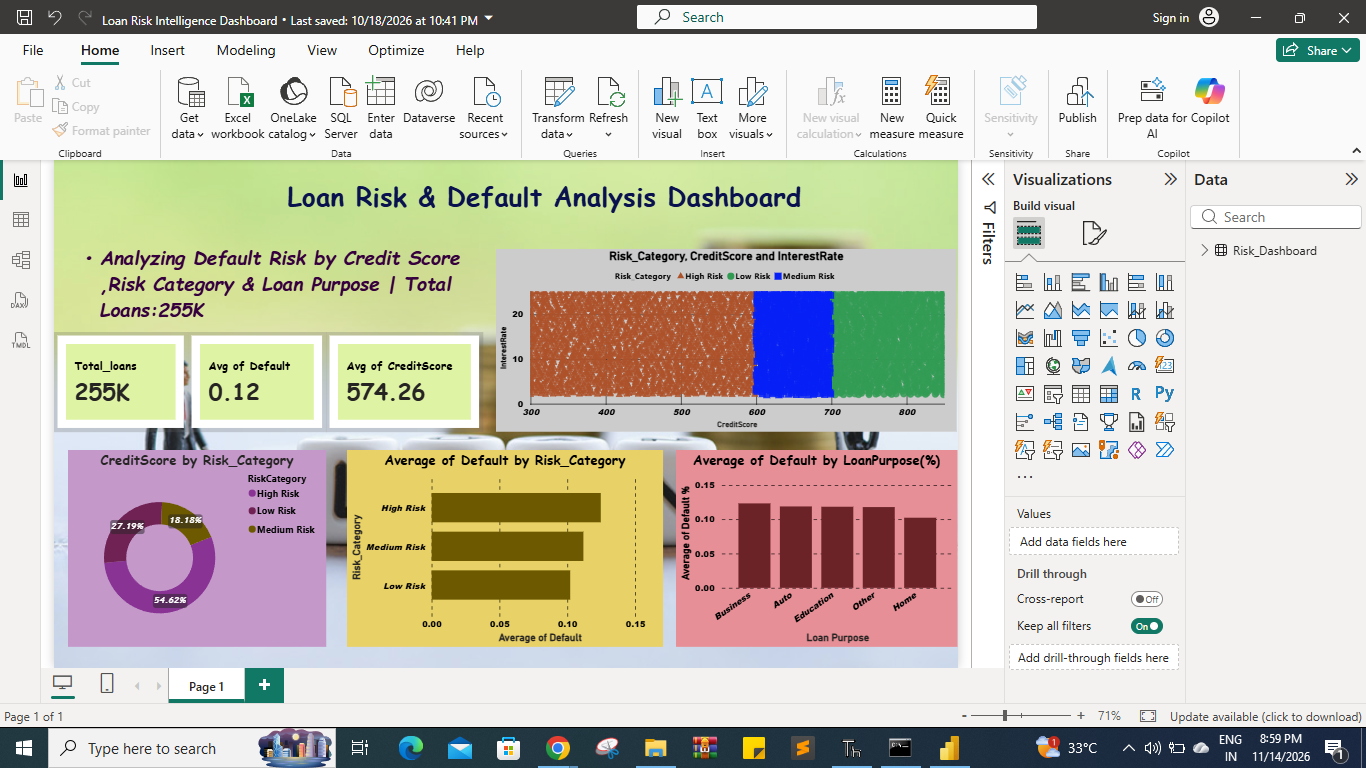 Loan Risk Intelligence Dashboard • Last saved: 10/18/2026 at 10:41 PM
Search
Sign in
File Home Insert Modeling View Optimize Help
Share
Paste
Cut
Copy
Format painter
Clipboard
Get data
Excel workbook
OneLake catalog
SQL Server
Enter data
Dataverse
Recent sources
Data
Transform data
Refresh
Queries
New visual
Text box
More visuals
Insert
New visual calculation
New measure
Quick measure
Calculations
Sensitivity
Sensitivity
Publish
Share
Prep data for AI
Copilot
Copilot
DAX
TMDL
Loan Risk & Default Analysis Dashboard
• Analyzing Default Risk by Credit Score
,Risk Category & Loan Purpose | Total
Loans:255K
Total_loans
255K
Avg of Default
0.12
Avg of CreditScore
574.26
Risk_Category, CreditScore and InterestRate
Risk_Category High Risk Low Risk Medium Risk
InterestRate
20
10
0
300 400 500 600 700 800
CreditScore
CreditScore by Risk_Category
RiskCategory
High Risk
Low Risk
Medium Risk
27.19%
18.18%
54.62%
Average of Default by Risk_Category
Risk_Category
High Risk
Medium Risk
Low Risk
0.00 0.05 0.10 0.15
Average of Default
Average of Default by LoanPurpose(%)
Average of Default %
0.15
0.10
0.05
0.00
Business Auto Education Other Home
Loan Purpose
Filters
Visualizations
Build visual
123
R
Py
...
Values
Add data fields here
Drill through
Cross-report Off
Keep all filters On
Add drill-through fields here
Data
Search
Risk_Dashboard
Page 1
+
Page 1 of 1
- + 71%
Update available (click to download)
Type here to search
Th
1
33°C
ENG
IN
8:59 PM
11/14/2026
1